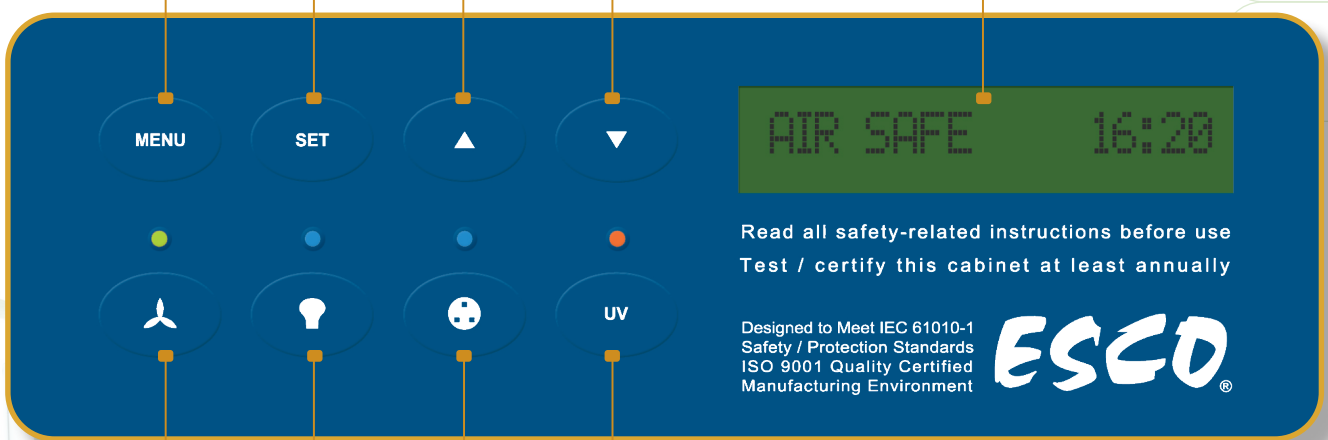 MENU SET
AIR SAFE 16:20
Read all safety-related instructions before use
Test / certify this cabinet at least annually
UV
Designed to Meet IEC 61010-1
Safety / Protection Standards
ISO 9001 Quality Certified
Manufacturing Environment
ESCO®